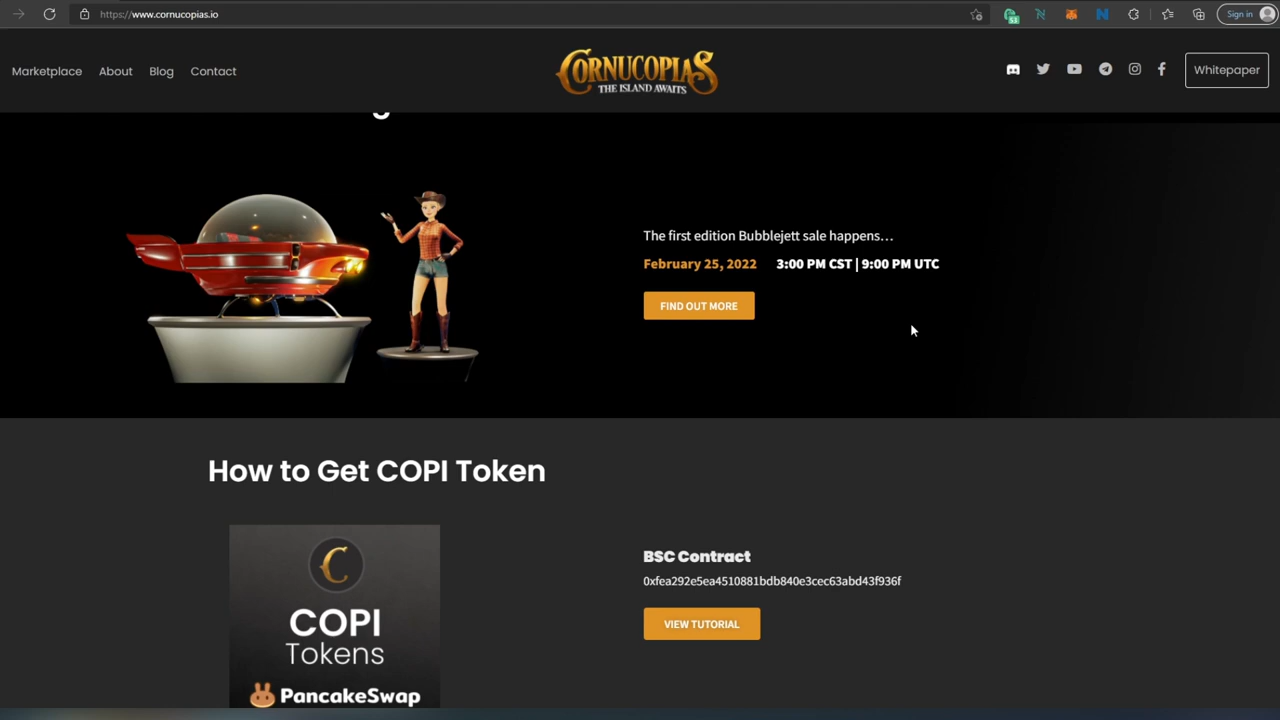 https://www.cornucopias.io
51
Sign in
Marketplace
About
Blog
Contact
CORNUCOPIAS
THE ISLAND AWAITS
Whitepaper
The first edition Bubblejett sale happens...
February 25, 2022 3:00 PM CST | 9:00 PM UTC
FIND OUT MORE
How to Get COPI Token
C
COPI
Tokens
PancakeSwap
BSC Contract
0xfea292e5ea4510881bdb840e3cec63abd43f936f
VIEW TUTORIAL